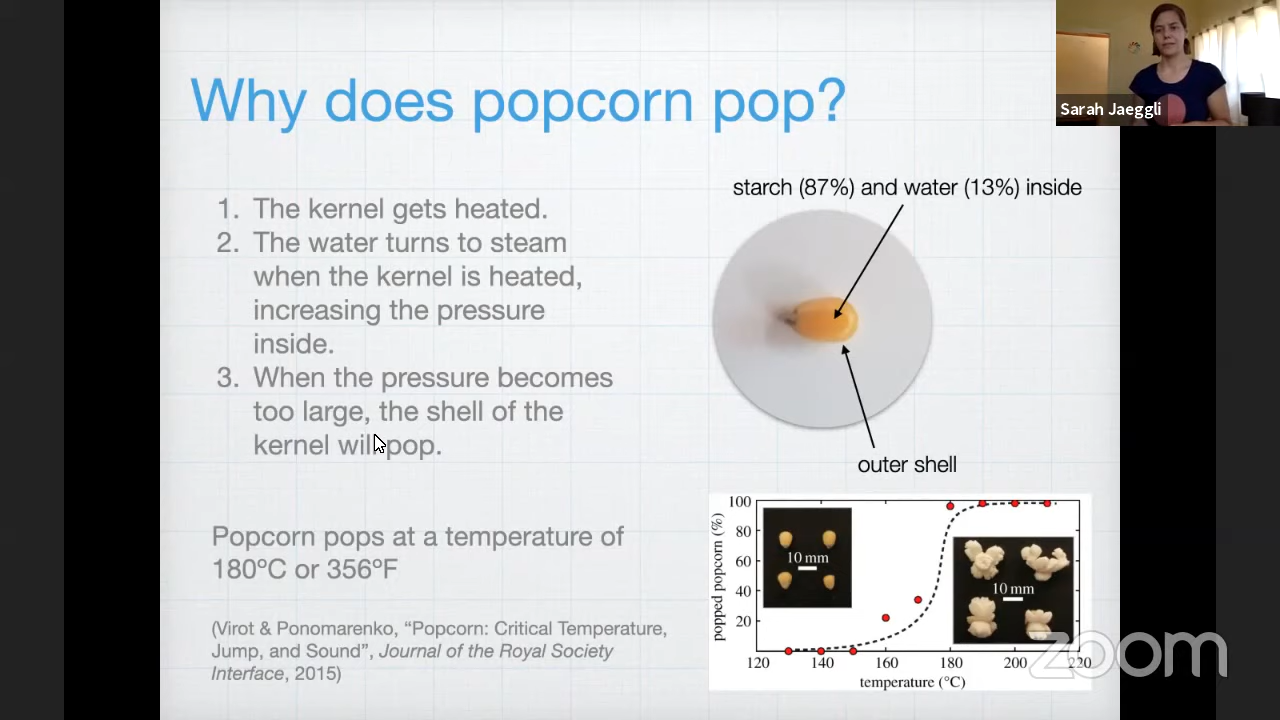 Why does popcorn pop?
Sarah Jaeggli
starch (87%) and water (13%) inside
1. The kernel gets heated.
2. The water turns to steam
when the kernel is heated,
increasing the pressure
inside.
3. When the pressure becomes
too large, the shell of the
kernel will pop.
outer shell
Popcorn pops at a temperature of
180ºC or 356ºF
(Virot & Ponomarenko, “Popcorn: Critical Temperature,
Jump, and Sound”, Journal of the Royal Society
Interface, 2015)
popped popcorn (%)
100
80
60
40
20
10 mm
10 mm
120 140 160 180 200 220
temperature (°C)
zoom